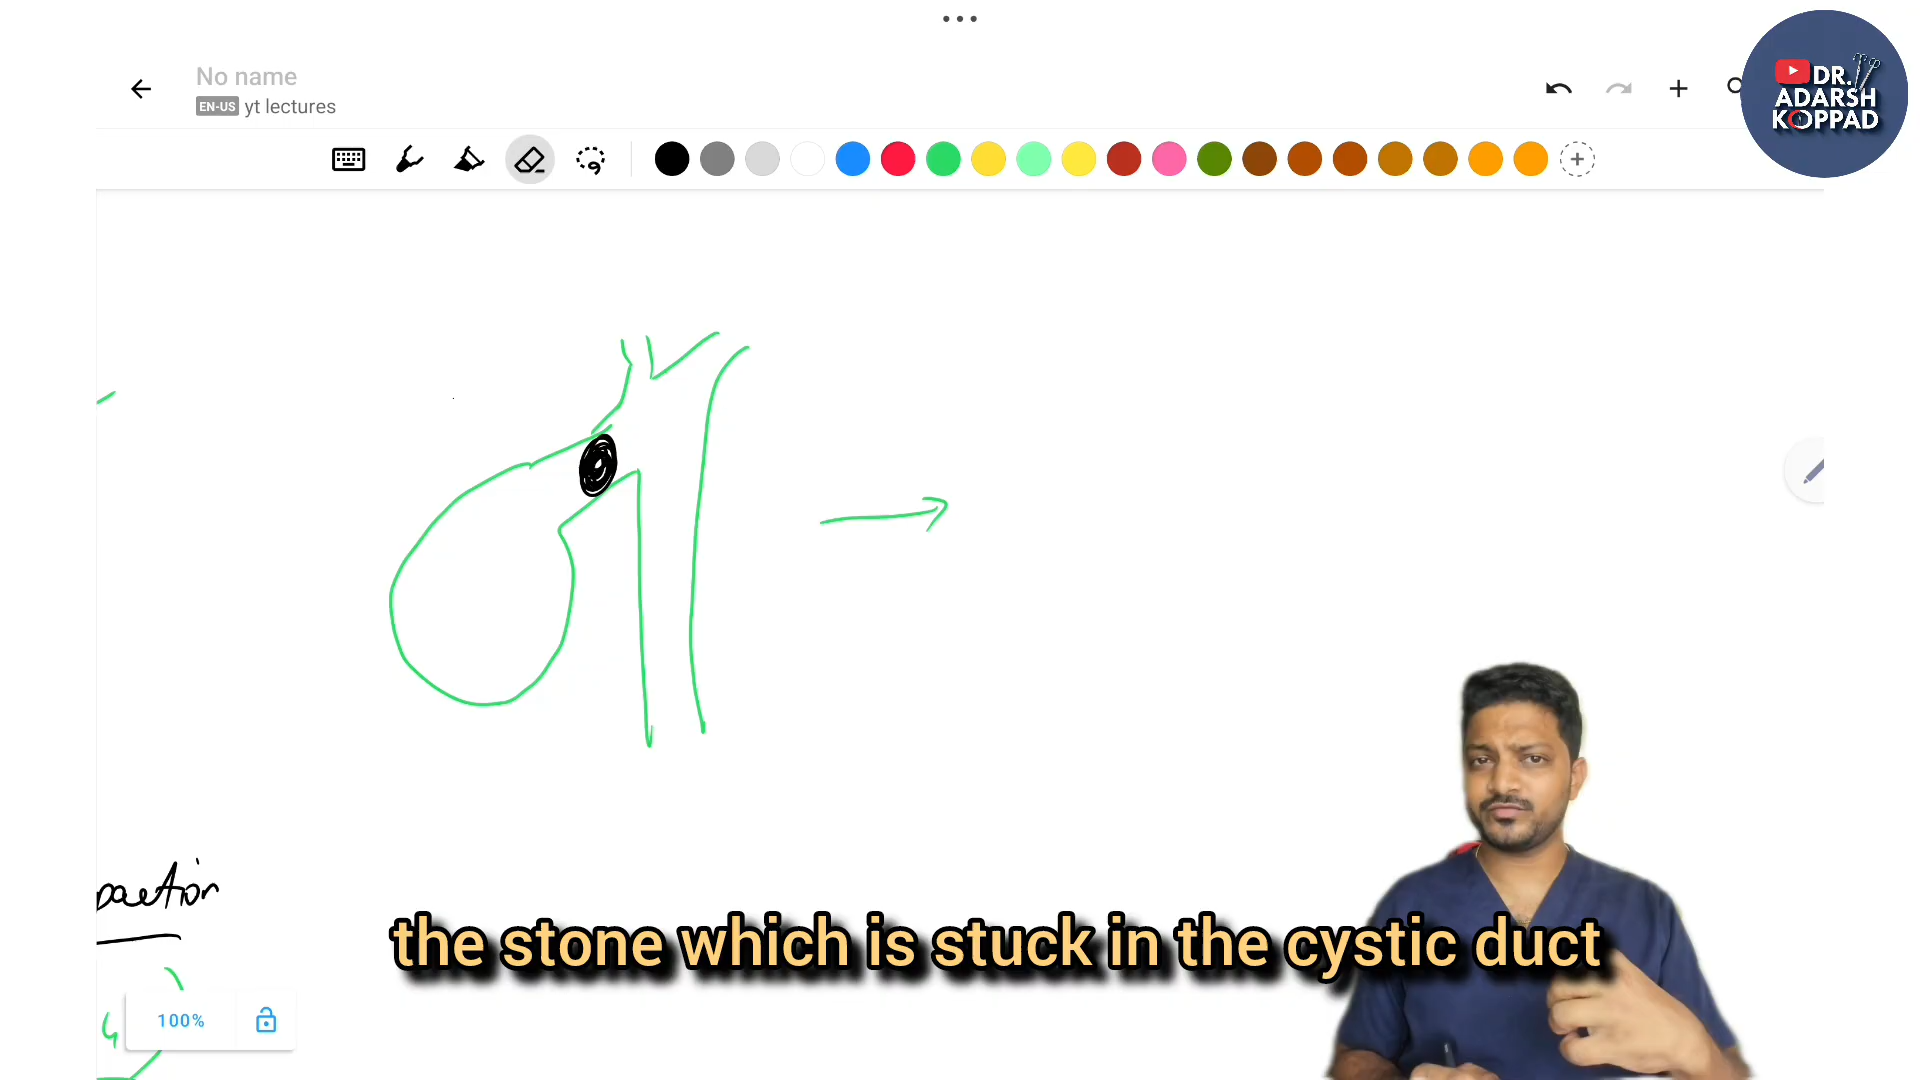 No name
EN-US yt lectures
DR.
ADARSH
KOPPAD
the stone which is stuck in the cystic duct
100%